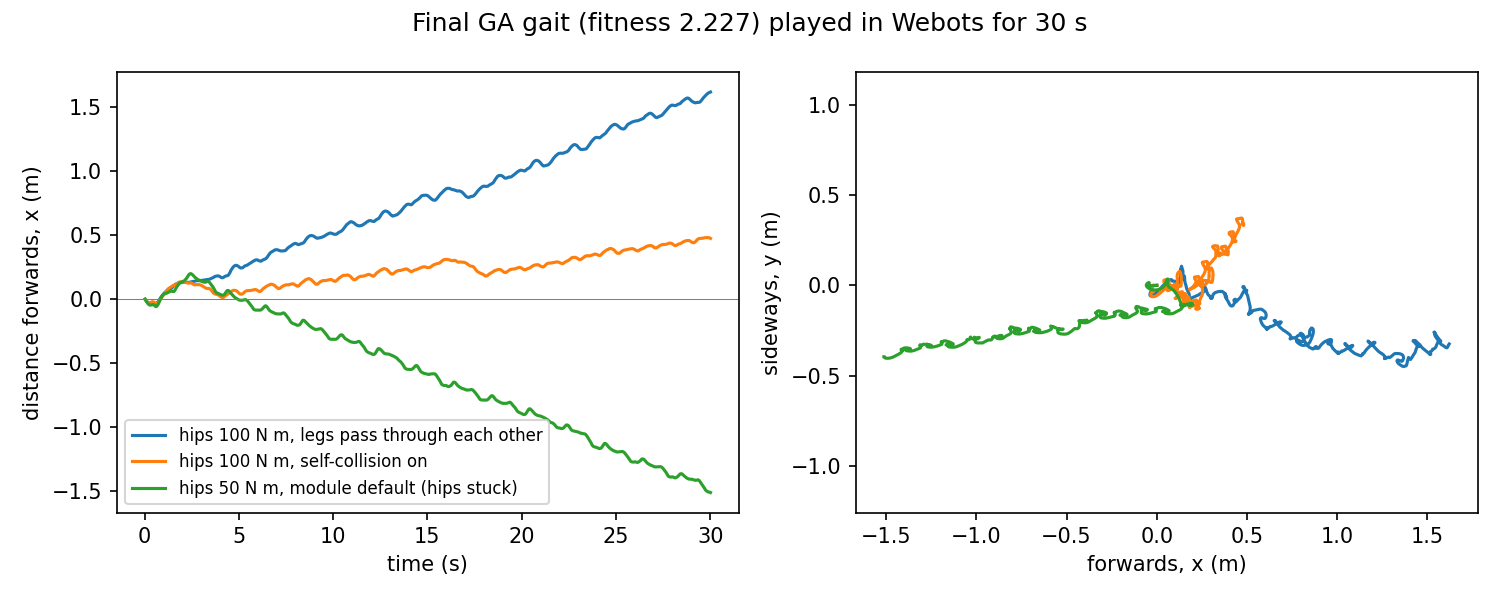 Final GA gait (fitness 2.227) played in Webots for 30 s
distance forwards, x (m)
1.5
1.0
0.5
0.0
−0.5
−1.0
−1.5
hips 100 N m, legs pass through each other
hips 100 N m, self-collision on
hips 50 N m, module default (hips stuck)
0 5 10 15 20 25 30
time (s)
sideways, y (m)
1.0
0.5
0.0
−0.5
−1.0
−1.5 −1.0 −0.5 0.0 0.5 1.0 1.5
forwards, x (m)